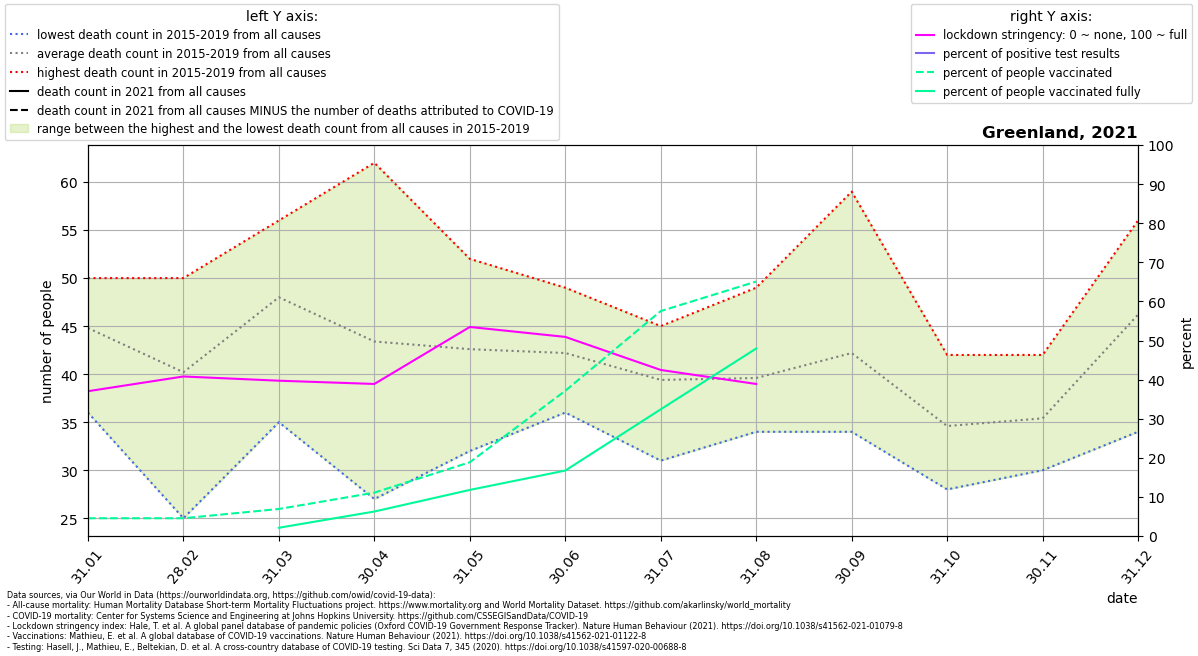 left Y axis:
lowest death count in 2015-2019 from all causes
average death count in 2015-2019 from all causes
highest death count in 2015-2019 from all causes
death count in 2021 from all causes
death count in 2021 from all causes MINUS the number of deaths attributed to COVID-19
range between the highest and the lowest death count from all causes in 2015-2019
right Y axis:
lockdown stringency: 0 ~ none, 100 ~ full
percent of positive test results
percent of people vaccinated
percent of people vaccinated fully
Greenland, 2021
number of people
60
55
50
45
40
35
30
25
100
90
80
70
60
50
40
30
20
10
0
percent
31.01
28.02
31.03
30.04
31.05
30.06
31.07
31.08
30.09
31.10
30.11
31.12
date
Data sources, via Our World in Data (https://ourworldindata.org, https://github.com/owid/covid-19-data):
- All-cause mortality: Human Mortality Database Short-term Mortality Fluctuations project. https://www.mortality.org and World Mortality Dataset. https://github.com/akarlinsky/world_mortality
- COVID-19 mortality: Center for Systems Science and Engineering at Johns Hopkins University. https://github.com/CSSEGISandData/COVID-19
- Lockdown stringency index: Hale, T. et al. A global panel database of pandemic policies (Oxford COVID-19 Government Response Tracker). Nature Human Behaviour (2021). https://doi.org/10.1038/s41562-021-01079-8
- Vaccinations: Mathieu, E. et al. A global database of COVID-19 vaccinations. Nature Human Behaviour (2021). https://doi.org/10.1038/s41562-021-01122-8
- Testing: Hasell, J., Mathieu, E., Beltekian, D. et al. A cross-country database of COVID-19 testing. Sci Data 7, 345 (2020). https://doi.org/10.1038/s41597-020-00688-8